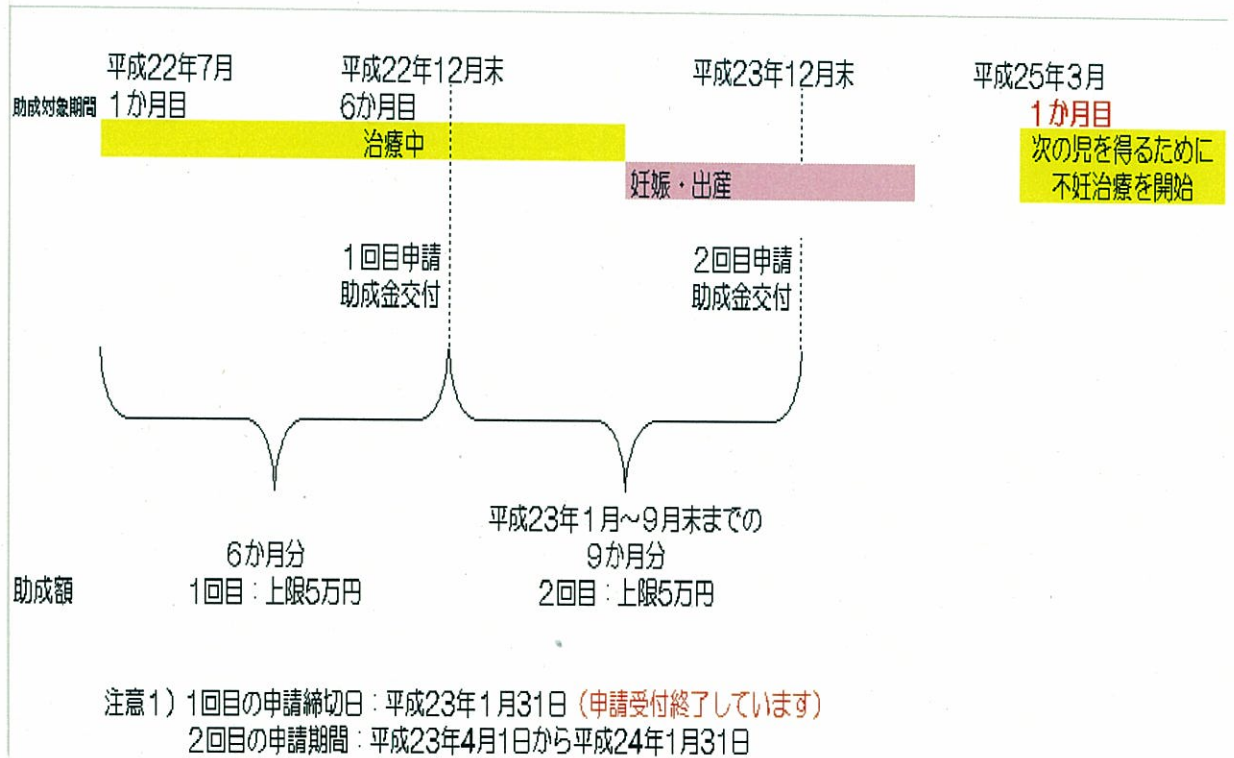 平成22年7月
平成22年12月末
平成23年12月末
平成25年3月
助成対象期間
1か月目
6か月目
1か月目
治療中
次の児を得るために
不妊治療を開始
妊娠・出産
1回目申請
助成金交付
2回目申請
助成金交付
平成23年1月～9月末までの
6か月分
9か月分
助成額
1回目：上限5万円
2回目：上限5万円
注意1）1回目の申請締切日：平成23年1月31日（申請受付終了しています）
2回目の申請期間：平成23年4月1日から平成24年1月31日